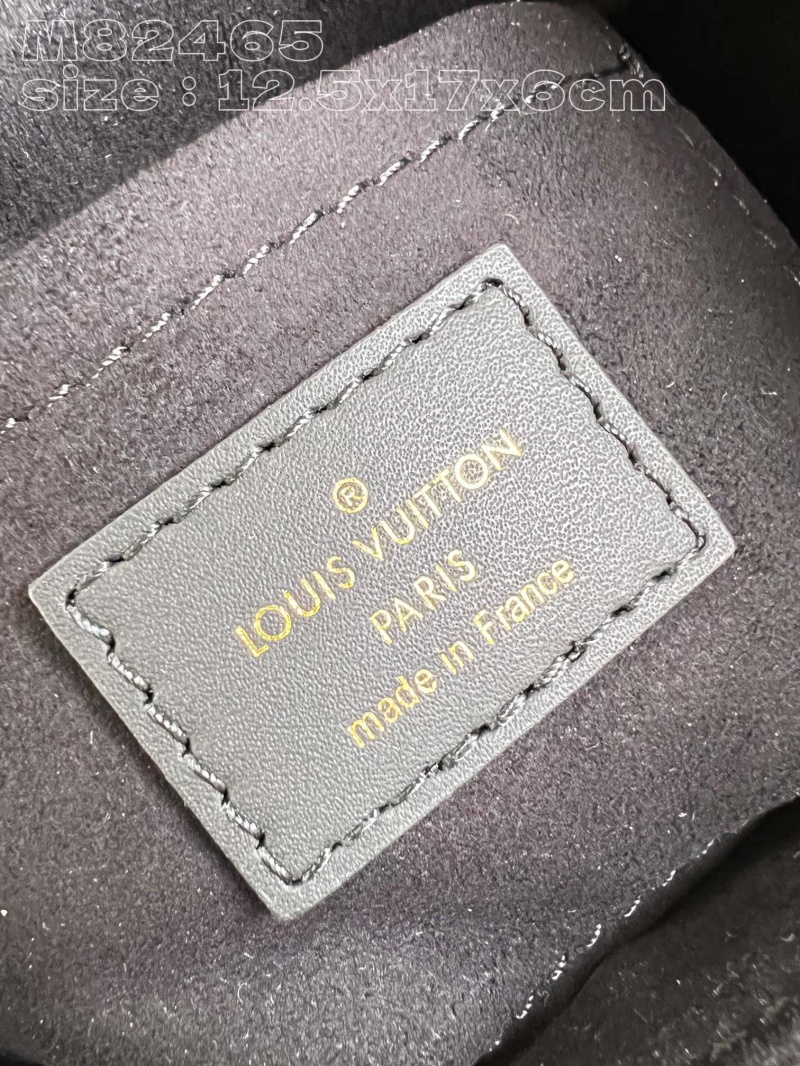 M82465
size : 12.5x17x6cm
®
LOUIS VUITTON
PARIS
made in France